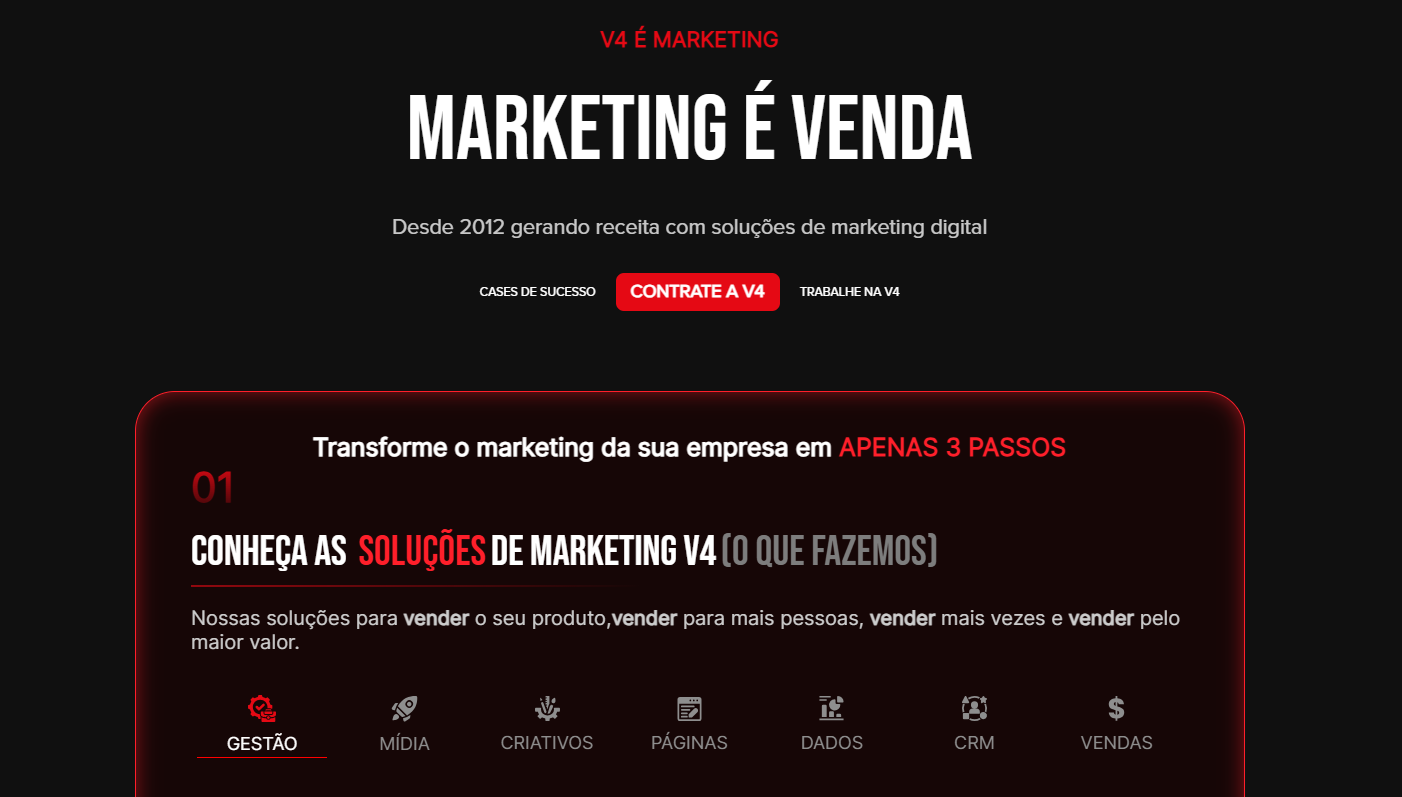 V4 É MARKETING
MARKETING É VENDA
Desde 2012 gerando receita com soluções de marketing digital
CASES DE SUCESSO CONTRATE A V4 TRABALHE NA V4
Transforme o marketing da sua empresa em APENAS 3 PASSOS
01
CONHEÇA AS SOLUÇÕES DE MARKETING V4 (O QUE FAZEMOS)
Nossas soluções para vender o seu produto,vender para mais pessoas, vender mais vezes e vender pelo
maior valor.
GESTÃO MÍDIA CRIATIVOS PÁGINAS DADOS CRM VENDAS